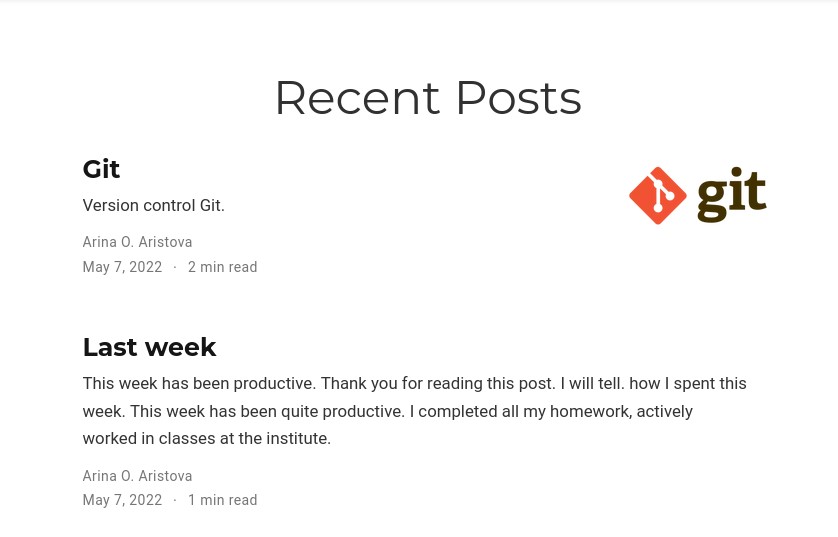 Recent Posts
Git
git
Version control Git.
Arina O. Aristova
May 7, 2022 · 2 min read
Last week
This week has been productive. Thank you for reading this post. I will tell. how I spent this
week. This week has been quite productive. I completed all my homework, actively
worked in classes at the institute.
Arina O. Aristova
May 7, 2022 · 1 min read